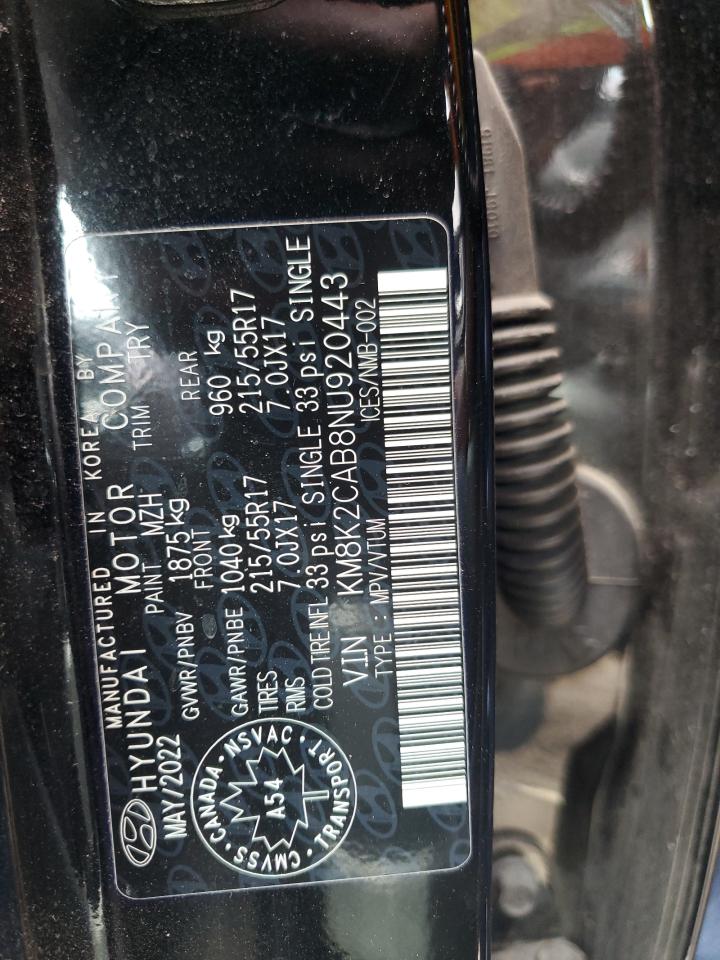 MANUFACTURED IN KOREA BY
HYUNDAI MOTOR COMPANY
MAY/2022 PAINT MZH TRIM TRY
GVWR/PNBV 1875 kg
FRONT REAR
GAWR/PNBE 1040 kg 960 kg
TIRES 215/55R17 215/55R17
RIMS 7.0JX17 7.0JX17
COLD TIRE INFL 33 psi SINGLE 33 psi SINGLE
VIN KM8K2CAB8NU920443
TYPE : MPV/VTUM ICES/NMB-002
CMVSS • CANADA • NSVAC • TRANSPORT •
A54